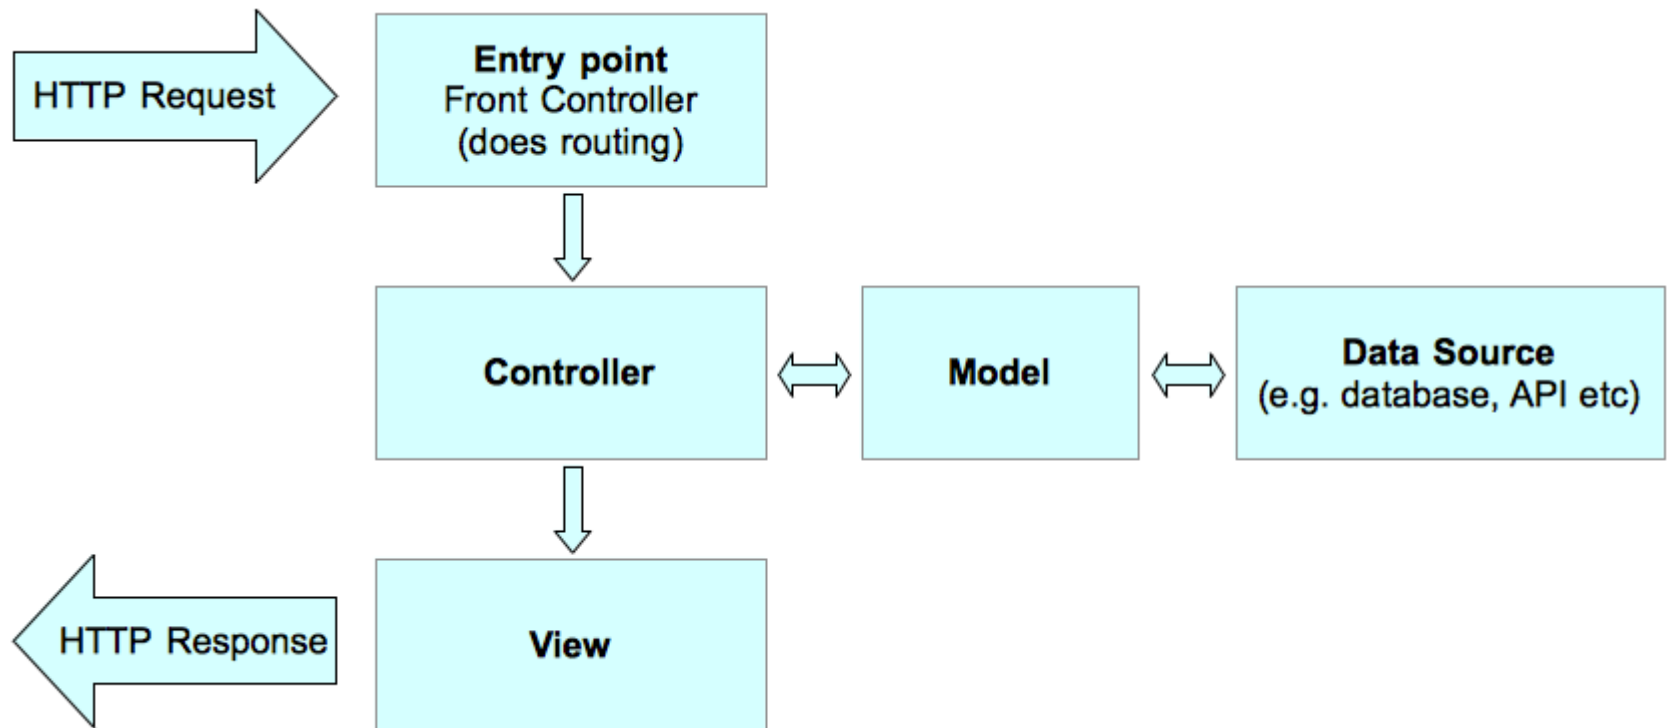 HTTP Request
Entry point
Front Controller
(does routing)
Controller
Model
Data Source
(e.g. database, API etc)
HTTP Response
View